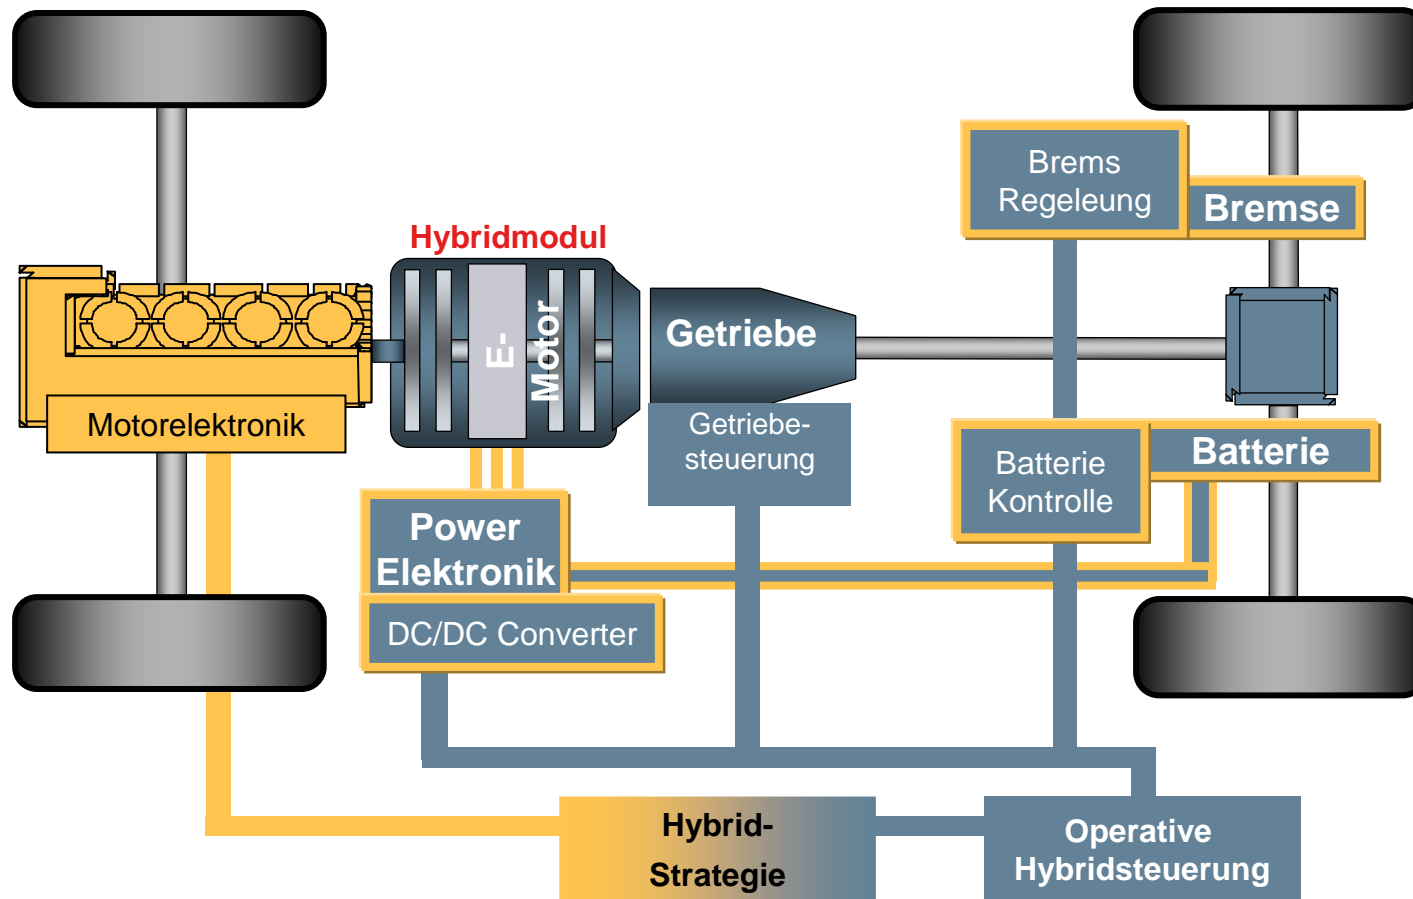 Brems
Regeleung
Bremse
Hybridmodul
E-
Motor
Getriebe
Motorelektronik
Getriebe-
besteuerung
Batterie
Kontrolle
Batterie
Power
Elektronik
DC/DC Converter
Hybrid-
Strategie
Operative
Hybridsteuerung